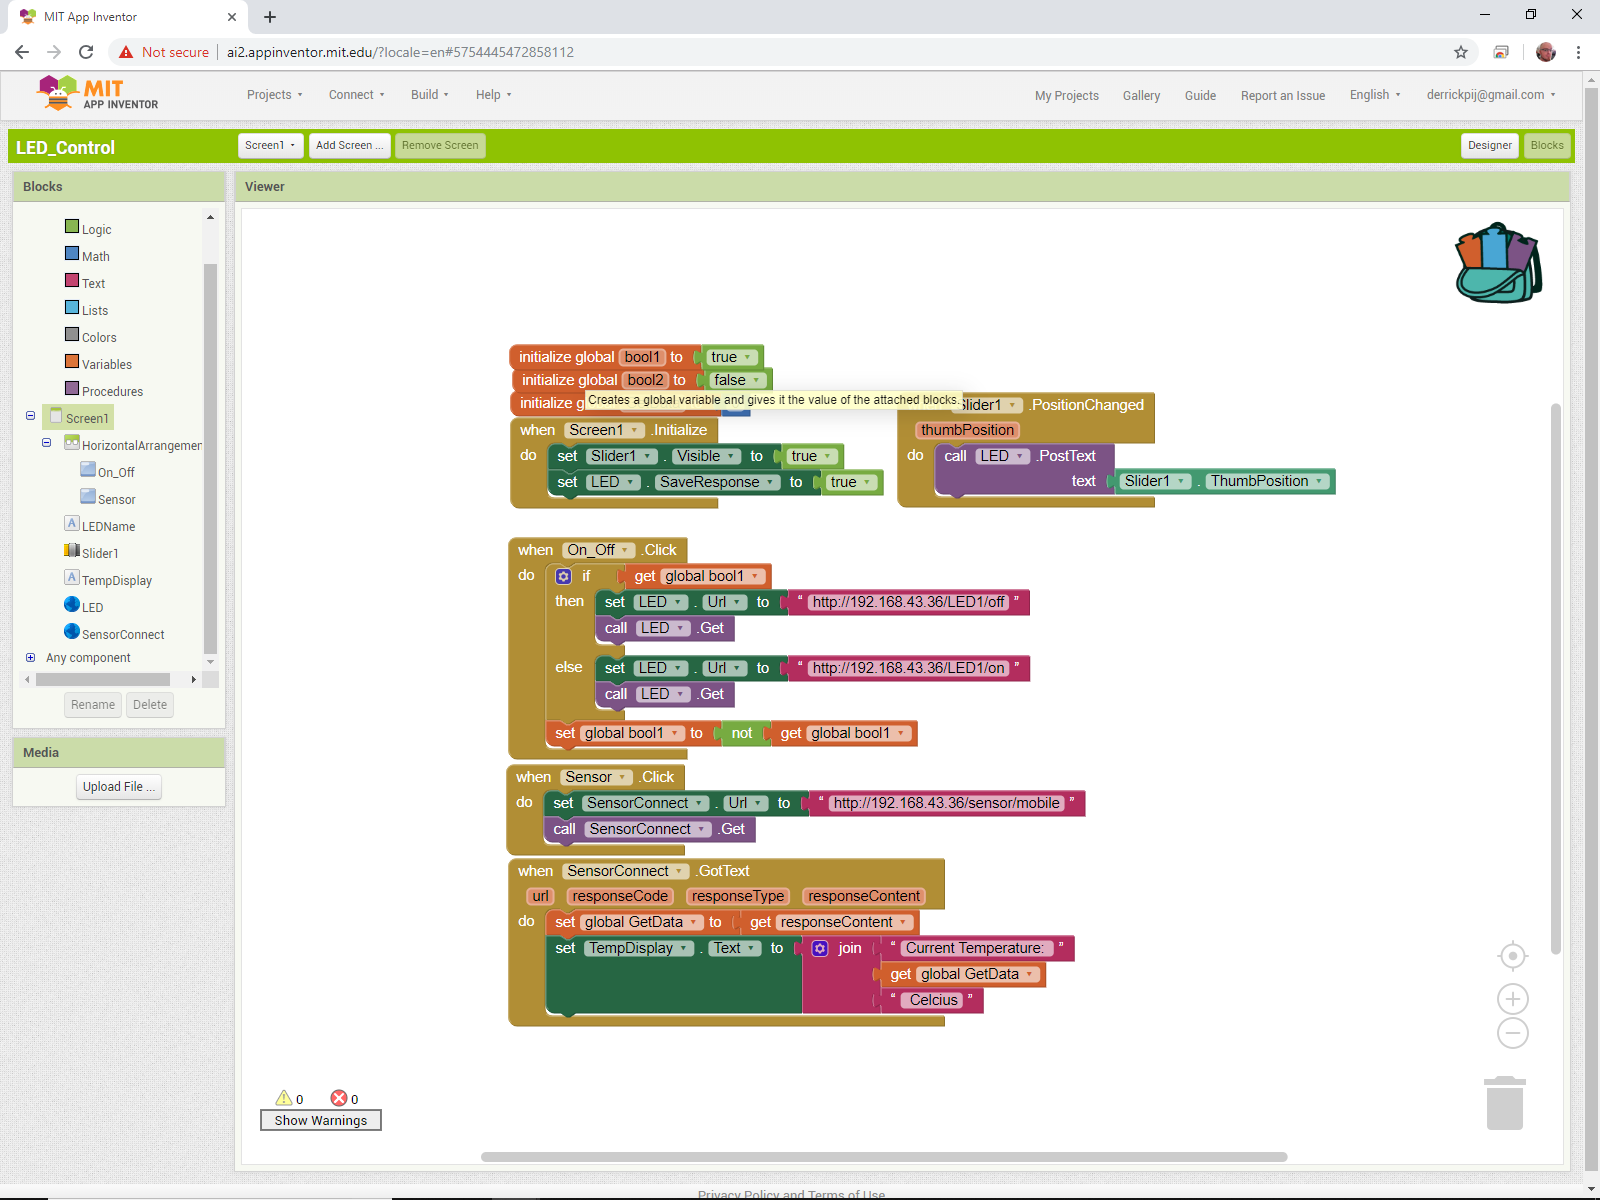 MIT App Inventor
Not secure
ai2.appinventor.mit.edu/?locale=en#5754445472858112
MIT
APP INVENTOR
Projects
Connect
Build
Help
My Projects
Gallery
Guide
Report an Issue
English
derrickpij@gmail.com
LED_Control
Screen1
Add Screen ...
Remove Screen
Designer
Blocks
Blocks
Logic
Math
Text
Lists
Colors
Variables
Procedures
Screen1
HorizontalArrangemer
On_Off
Sensor
LEDName
Slider1
TempDisplay
LED
SensorConnect
Any component
Rename
Delete
Media
Upload File ...
Viewer
initialize global bool1 to true
initialize global bool2 to false
initialize g
Creates a global variable and gives it the value of the attached blocks.
when Screen1 .Initialize
do set Slider1 . Visible to true
set LED . SaveResponse to true
Slider1 .PositionChanged
thumbPosition
do call LED .PostText
text Slider1 . ThumbPosition
when On_Off .Click
do if get global bool1
then set LED . Url to “ http://192.168.43.36/LED1/off ”
call LED .Get
else set LED . Url to “ http://192.168.43.36/LED1/on ”
call LED .Get
set global bool1 to not get global bool1
when Sensor .Click
do set SensorConnect . Url to “ http://192.168.43.36/sensor/mobile ”
call SensorConnect .Get
when SensorConnect .GotText
url responseCode responseType responseContent
do set global GetData to get responseContent
set TempDisplay . Text to join “ Current Temperature: ”
get global GetData
“ Celcius ”
0 0
Show Warnings
Privacy Policy and Terms of Use